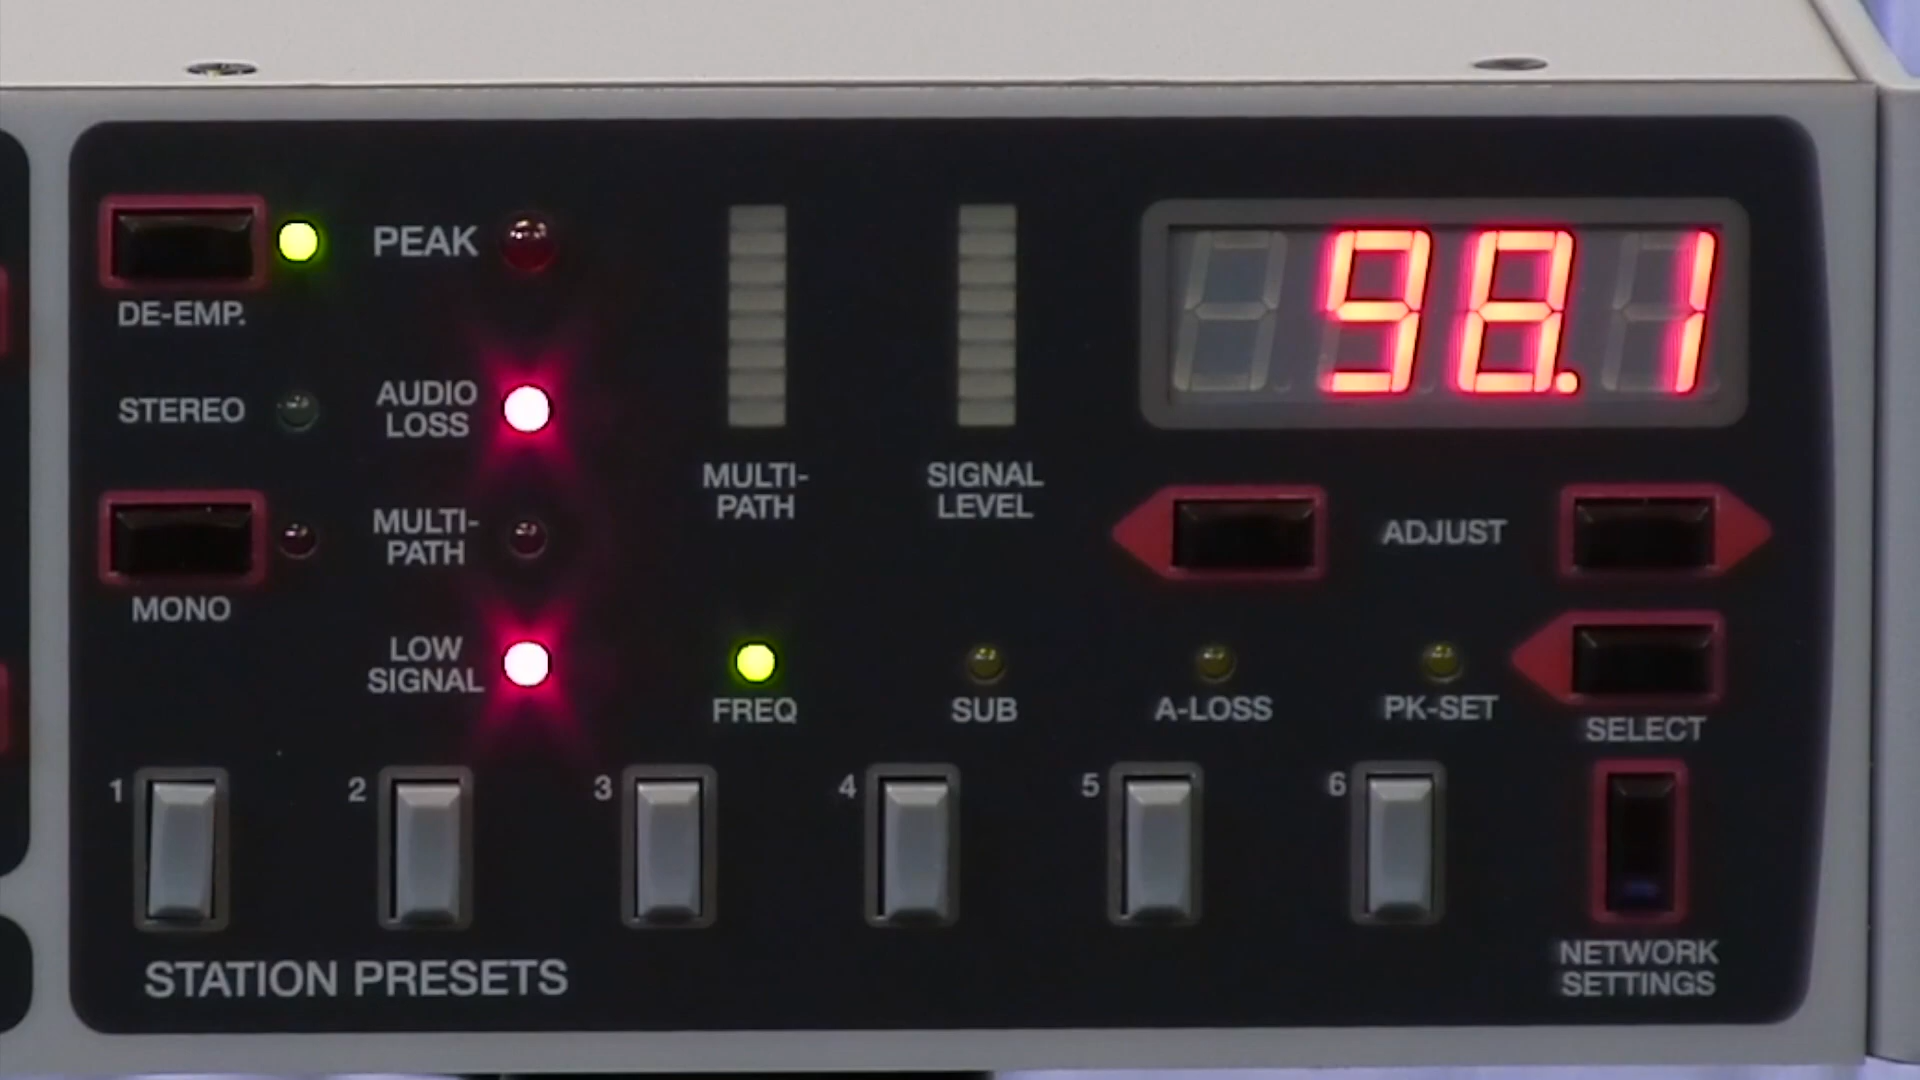 98.1
PEAK
DE-EMP.
STEREO
AUDIO
LOSS
MULTI-
PATH
SIGNAL
LEVEL
MULTI-
PATH
ADJUST
MONO
LOW
SIGNAL
FREQ
SUB
A-LOSS
PK-SET
SELECT
1
2
3
4
5
6
STATION PRESETS
NETWORK
SETTINGS